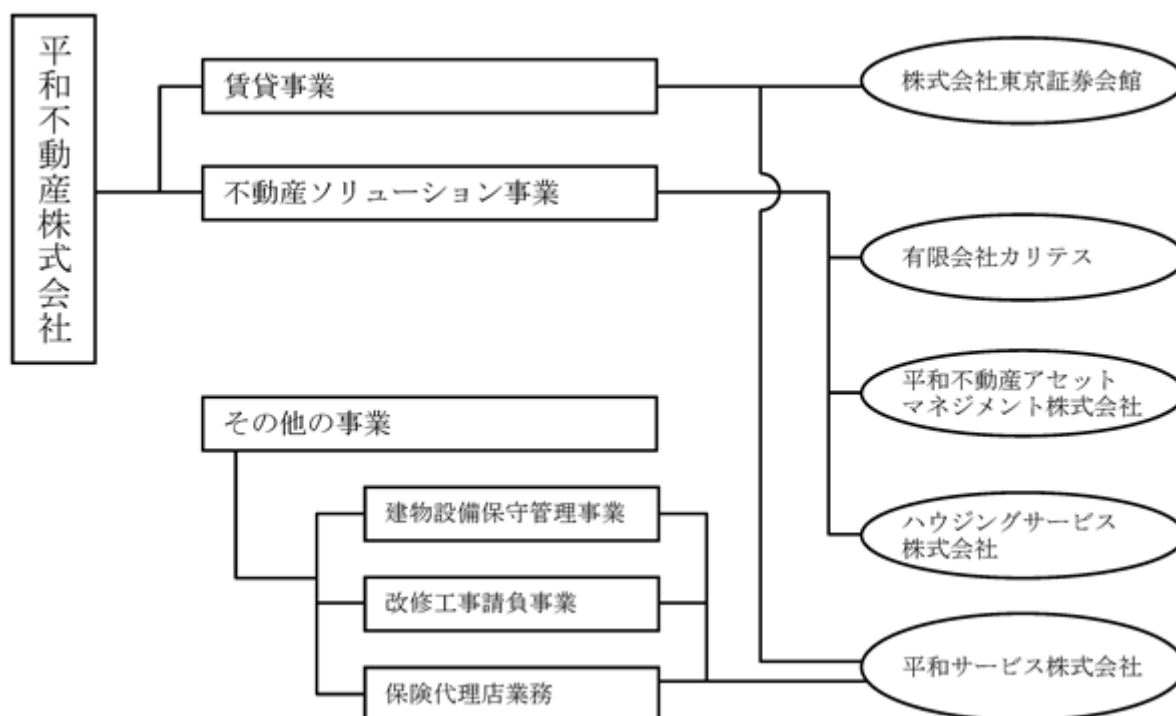 平和不動産株式会社
賃貸事業
株式会社東京証券会館
不動産ソリューション事業
有限会社カリテス
平和不動産アセット
マネジメント株式会社
その他の事業
建物設備保守管理事業
ハウジングサービス
株式会社
改修工事請負事業
平和サービス株式会社
保険代理店業務